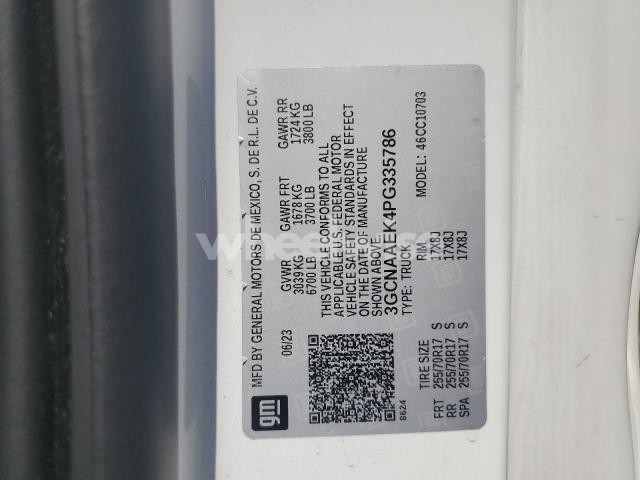 gm
MFD BY GENERAL MOTORS DE MEXICO, S. DE R.L. DE C.V.
06/23
GVWR GAWR FRT GAWR RR
3039 KG 1678 KG 1724 KG
6700 LB 3700 LB 3800 LB
THIS VEHICLE CONFORMS TO ALL
APPLICABLE U.S. FEDERAL MOTOR
VEHICLE SAFETY STANDARDS IN EFFECT
ON THE DATE OF MANUFACTURE
SHOWN ABOVE.
3GCNAAEK4PG335786
TYPE: TRUCK MODEL: 46CC10703
8624
TIRE SIZE RIM
FRT 255/70R17 S 17X8J
RR 255/70R17 S 17X8J
SPA 255/70R17 S 17X8J